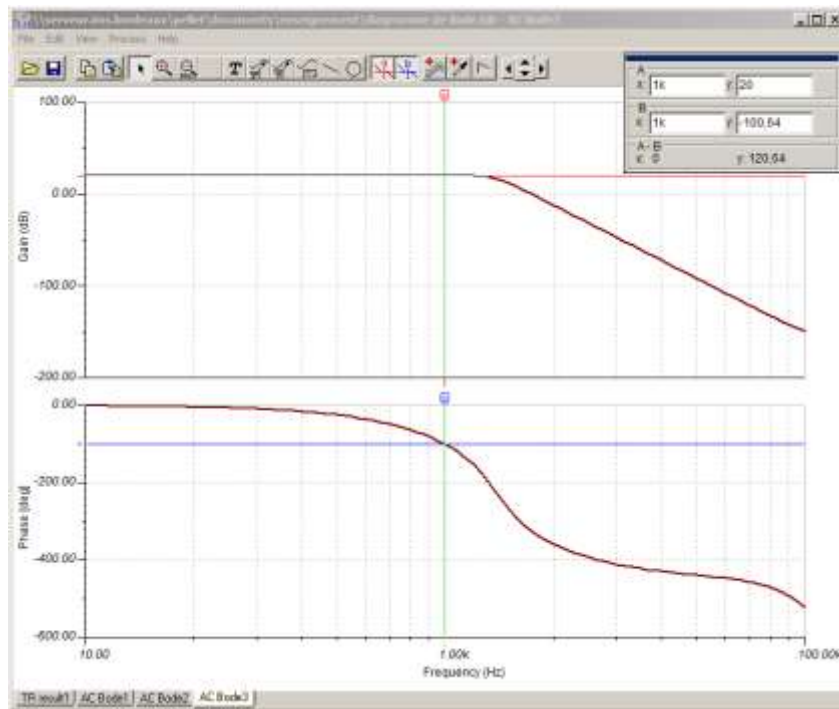 AC Bode3
File Edit View Process Help
T
A
x: 1k y: 20
B
x: 1k y: -100,64
A - B
x: 0 y: 120,64
100.00
0.00
-100.00
-200.00
Gain (dB)
0.00
-200.00
-400.00
-600.00
Phase [deg]
10.00 1.00k 100.00k
Frequency (Hz)
TR result1 AC Bode1 AC Bode2 AC Bode3